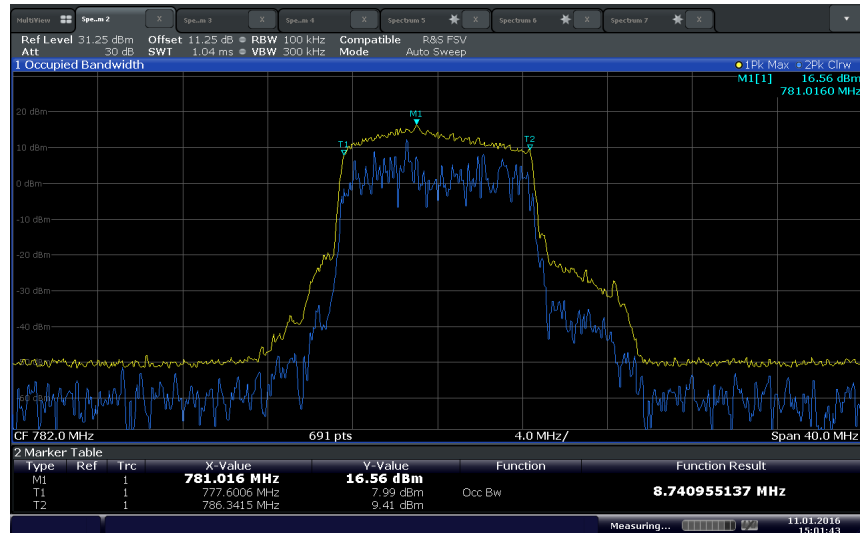 MultiView Spe...m 2 X Spe...m 3 X Spe...m 4 X Spectrum 5 X Spectrum 6 X Spectrum 7 X
Ref Level 31.25 dBm Offset 11.25 dB RBW 100 kHz Compatible R&S FSV
Att 30 dB SWT 1.04 ms VBW 300 kHz Mode Auto Sweep
1 Occupied Bandwidth 1Pk Max 2Pk Clrw
M1[1] 16.56 dBm
781.0160 MHz
20 dBm
M1
T1 T2
10 dBm
0 dBm
-10 dBm
-20 dBm
-30 dBm
-40 dBm
-50 dBm
-60 dBm
CF 782.0 MHz 691 pts 4.0 MHz/ Span 40.0 MHz
2 Marker Table
Type Ref Trc X-Value Y-Value Function Function Result
M1 1 781.016 MHz 16.56 dBm
T1 1 777.6006 MHz 7.99 dBm Occ Bw 8.740955137 MHz
T2 1 786.3415 MHz 9.41 dBm
Measuring... 11.01.2016
15:01:43